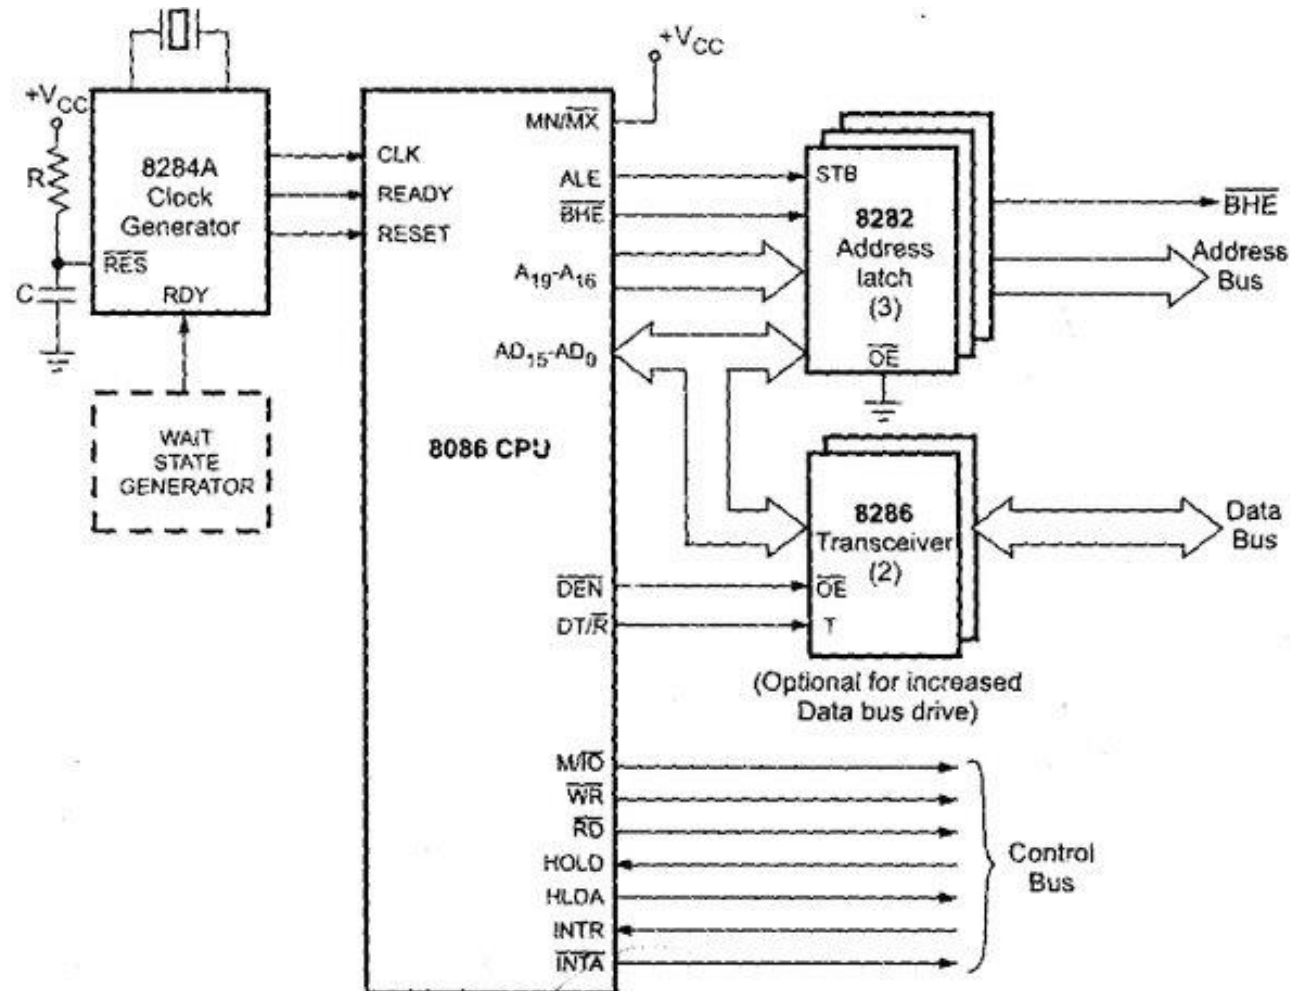 +VCC
+VCC
8284A
Clock
Generator
R
C
RES
RDY
WAIT
STATE
GENERATOR
CLK
READY
RESET
8086 CPU
MN/MX
ALE
BHE
A19-A16
AD15-AD0
DEN
DT/R
M/IO
WR
RD
HOLD
HLDA
INTR
INTA
STB
8282
Address
latch
(3)
OE
BHE
Address
Bus
8286
Transceiver
(2)
OE
T
Data
Bus
(Optional for increased
Data bus drive)
Control
Bus